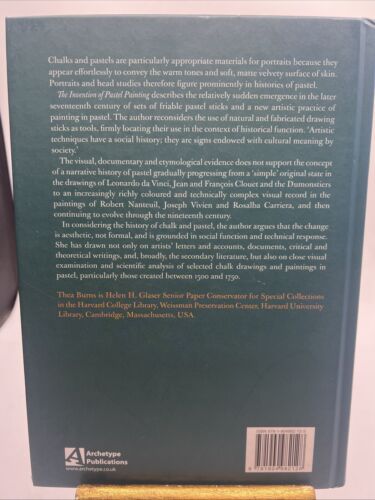 Chalks and pastels are particularly appropriate materials for portraits because they
appear effortlessly to convey the warm tones and soft, matte velvety surface of skin.
Portraits and head studies therefore figure prominently in histories of pastel.
The Invention of Pastel Painting describes the relatively sudden emergence in the later
seventeenth century of sets of friable pastel sticks and a new artistic practice of
painting in pastel. The author reconsiders the use of natural and fabricated drawing
sticks as tools, firmly locating their use in the context of historical function. 'Artistic
techniques have a social history; they are signs endowed with cultural meaning by
society.'
The visual, documentary and etymological evidence does not support the concept
of a narrative history of pastel gradually progressing from a 'simple' original state in
the drawings of Leonardo da Vinci, Jean and François Clouet and the Dumonstiers
to an increasingly richly coloured and technically complex visual record in the
paintings of Robert Nanteuil, Joseph Vivien and Rosalba Carriera, and then
continuing to evolve through the nineteenth century.
In considering the history of chalk and pastel, the author argues that the change
is aesthetic, not formal, and is grounded in social function and technical response.
She has drawn not only on artists' letters and accounts, documents, critical and
theoretical writings, and, broadly, the secondary literature, but also on close visual
examination and scientific analysis of selected chalk drawings and paintings in
pastel, particularly those created between 1500 and 1750.
Thea Burns is Helen H. Glaser Senior Paper Conservator for Special Collections
in the Harvard College Library, Weissman Preservation Center, Harvard University
Library, Cambridge, Massachusetts, USA.
A
Archetype
Publications
www.archetype.co.uk